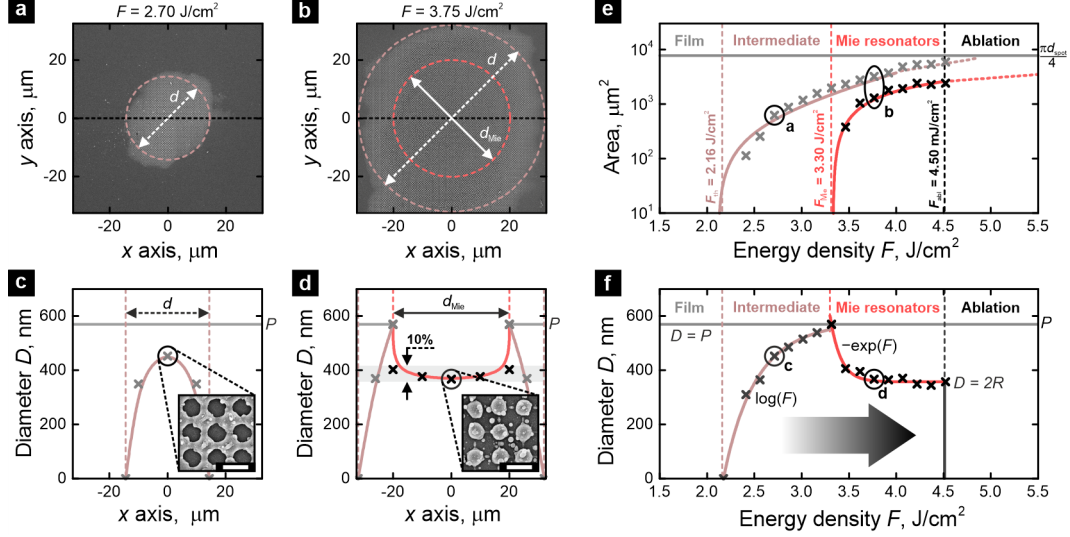 a
F = 2.70 J/cm²
20
0
-20
y axis, μm
-20
0
20
x axis, μm
d
b
F = 3.75 J/cm²
20
0
-20
y axis, μm
-20
0
20
x axis, μm
d
d_Mie
c
600
400
200
0
Diameter D, nm
-20
0
20
x axis, μm
d
P
d
600
400
200
0
Diameter D, nm
-20
0
20
x axis, μm
d_Mie
10%
P
e
Film
Intermediate
Mie resonators
Ablation
10⁴
10³
10²
10¹
Area, μm²
πd_spot
4
a
b
F_th = 2.16 J/cm²
F_Mie = 3.30 J/cm²
F_abl = 4.50 mJ/cm²
1.5
2.0
2.5
3.0
3.5
4.0
4.5
5.0
5.5
Energy density F, J/cm²
f
Film
Intermediate
Mie resonators
Ablation
600
400
200
0
Diameter D, nm
D = P
P
c
log(F)
−exp(F)
d
D = 2R
1.5
2.0
2.5
3.0
3.5
4.0
4.5
5.0
5.5
Energy density F, J/cm²